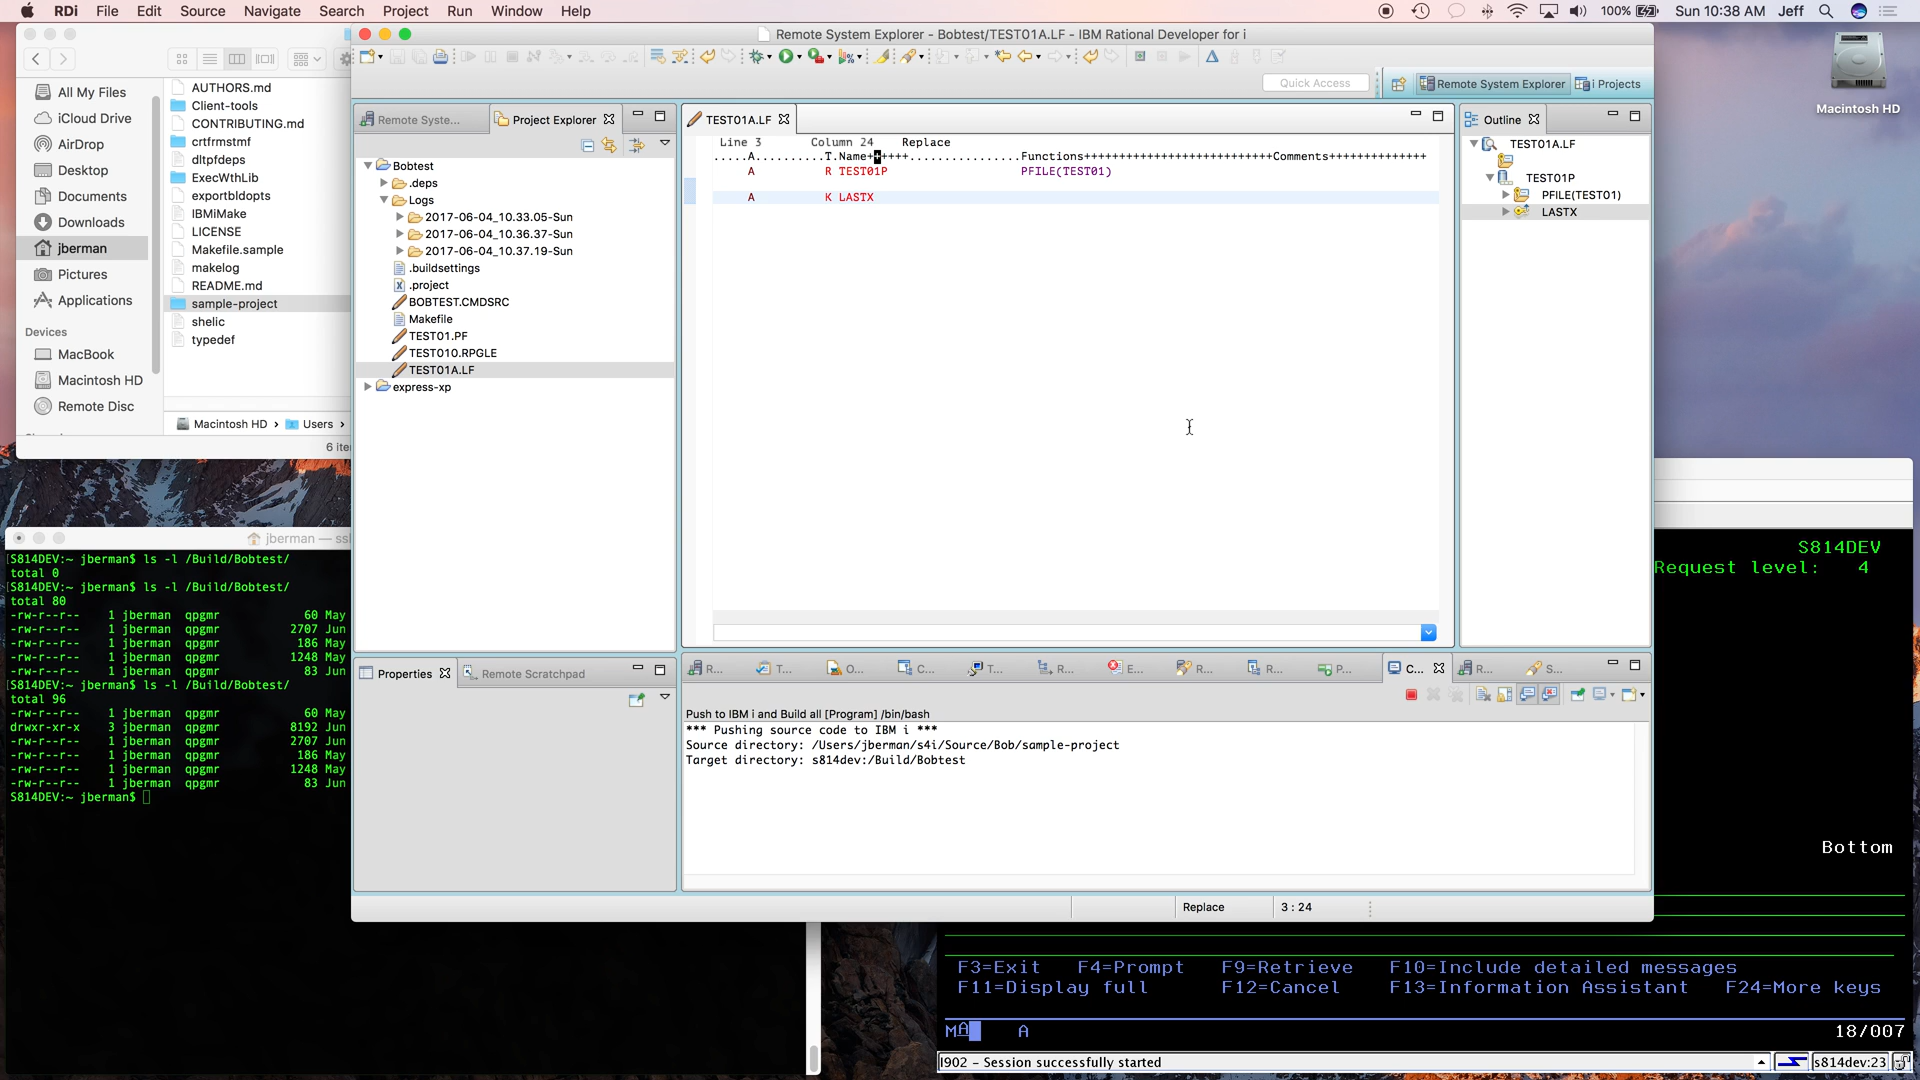 RDi File Edit Source Navigate Search Project Run Window Help
100% Sun 10:38 AM Jeff
Macintosh HD
All My Files
iCloud Drive
AirDrop
Desktop
Documents
Downloads
jberman
Pictures
Applications
Devices
MacBook
Macintosh HD
Remote Disc
AUTHORS.md
Client-tools
CONTRIBUTING.md
crtfrmstmf
dltpfdeps
ExecWthLib
exportbldopts
IBMiMake
LICENSE
Makefile.sample
makelog
README.md
sample-project
shelic
typedef
Macintosh HD › Users ›
6 ite
Remote System Explorer - Bobtest/TEST01A.LF - IBM Rational Developer for i
Quick Access
Remote System Explorer
i Projects
Remote Syste...
Project Explorer
Bobtest
.deps
Logs
2017-06-04_10.33.05-Sun
2017-06-04_10.36.37-Sun
2017-06-04_10.37.19-Sun
.buildsettings
.project
BOBTEST.CMDSRC
Makefile
TEST01.PF
TEST010.RPGLE
TEST01A.LF
express-xp
TEST01A.LF
Line 3 Column 24 Replace
.....A..........T.Name++++++................Functions+++++++++++++++++++++++++++Comments++++++++++++++
A R TEST01P PFILE(TEST01)
A K LASTX
Outline
TEST01A.LF
TEST01P
PFILE(TEST01)
LASTX
Properties
Remote Scratchpad
R... T... O... C... T... R... E... R... R... P... C... R... S...
Push to IBM i and Build all [Program] /bin/bash
*** Pushing source code to IBM i ***
Source directory: /Users/jberman/s4i/Source/Bob/sample-project
Target directory: s814dev:/Build/Bobtest
Replace 3 : 24
jberman — ss
[S814DEV:~ jberman$ ls -l /Build/Bobtest/
total 0
[S814DEV:~ jberman$ ls -l /Build/Bobtest/
total 80
-rw-r--r-- 1 jberman qpgmr 60 May
-rw-r--r-- 1 jberman qpgmr 2707 Jun
-rw-r--r-- 1 jberman qpgmr 186 May
-rw-r--r-- 1 jberman qpgmr 1248 May
-rw-r--r-- 1 jberman qpgmr 83 Jun
[S814DEV:~ jberman$ ls -l /Build/Bobtest/
total 96
-rw-r--r-- 1 jberman qpgmr 60 May
drwxr-xr-x 3 jberman qpgmr 8192 Jun
-rw-r--r-- 1 jberman qpgmr 2707 Jun
-rw-r--r-- 1 jberman qpgmr 186 May
-rw-r--r-- 1 jberman qpgmr 1248 May
-rw-r--r-- 1 jberman qpgmr 83 Jun
S814DEV:~ jberman$
S814DEV
Request level: 4
Bottom
F3=Exit F4=Prompt F9=Retrieve F10=Include detailed messages
F11=Display full F12=Cancel F13=Information Assistant F24=More keys
MA A 18/007
I902 - Session successfully started
s814dev:23